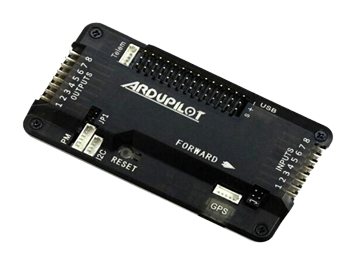 Telem
USB
+
S
OUTPUTS
1 2 3 4 5 6 7 8
ARDUPILOT
JP1
PM
I2C
RESET
FORWARD
INPUTS
1 2 3 4 5 6 7 8
GPS